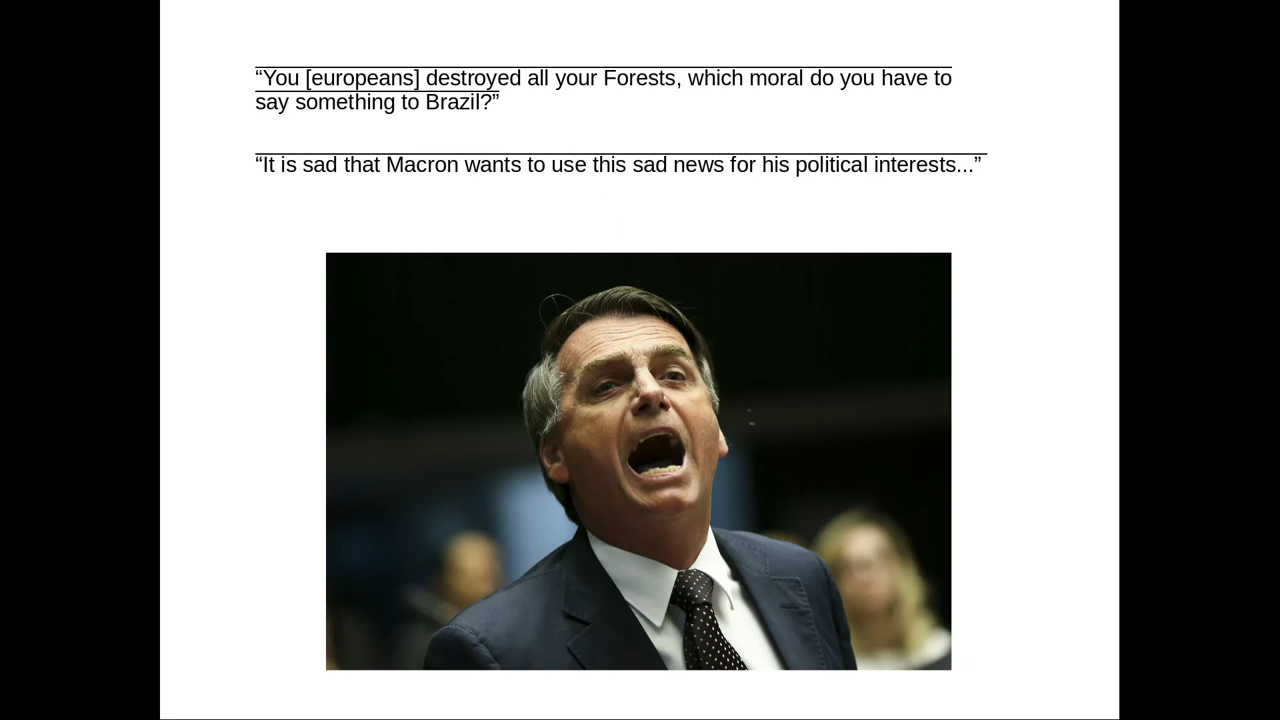 “You [europeans] destroyed all your Forests, which moral do you have to
say something to Brazil?”
“It is sad that Macron wants to use this sad news for his political interests...”